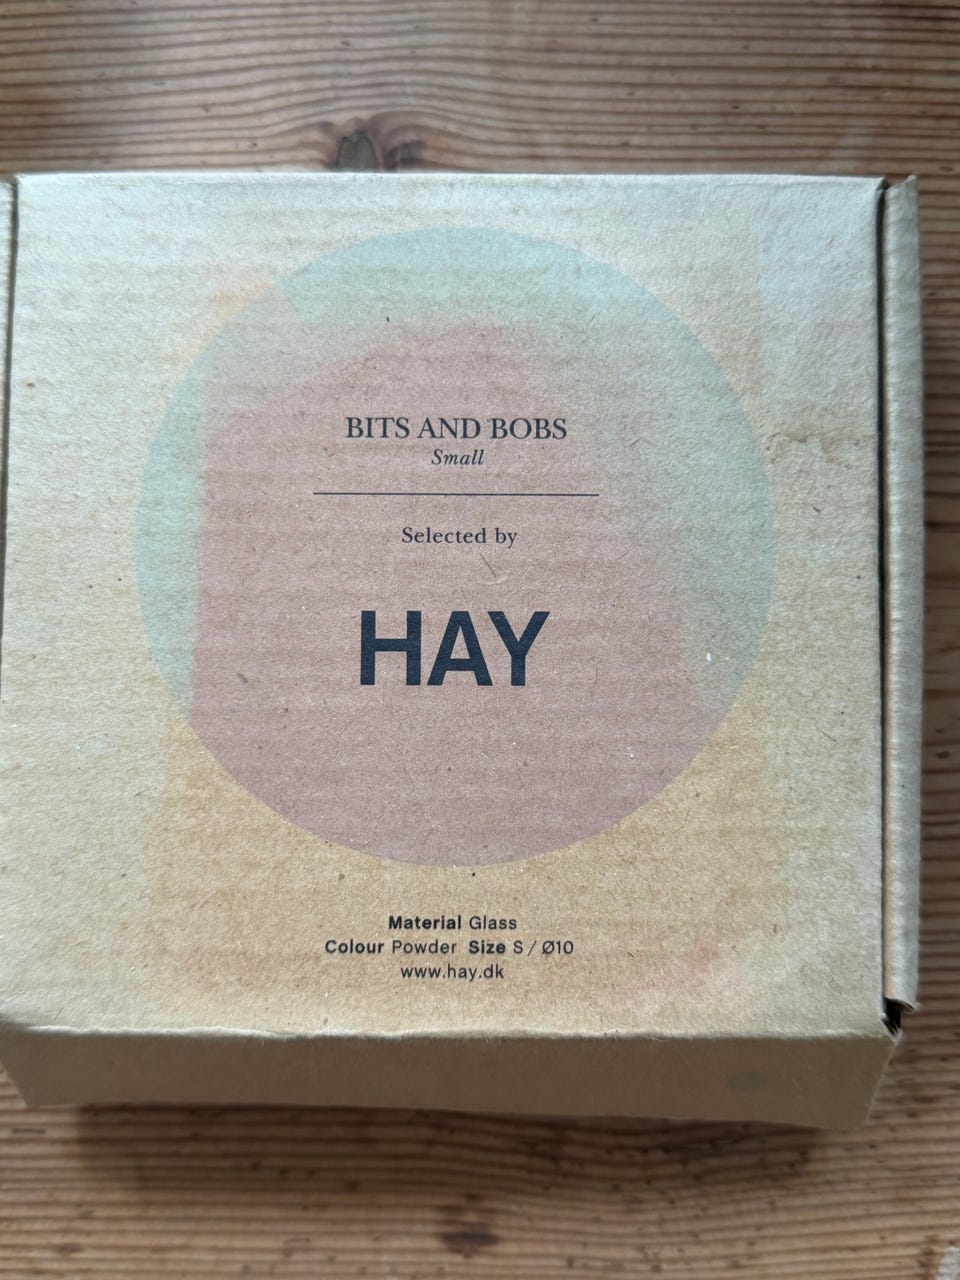 BITS AND BOBS
Small
Selected by
HAY
Material Glass
Colour Powder Size S / Ø10
www.hay.dk